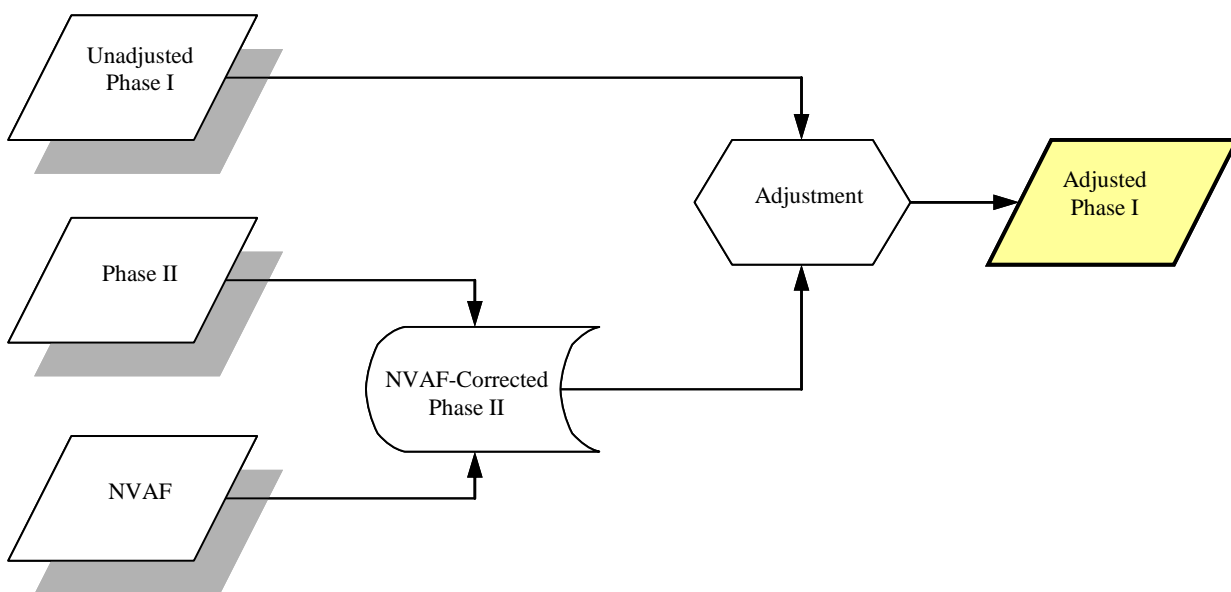 Unadjusted
Phase I
Adjustment
Adjusted
Phase I
Phase II
NVAF-Corrected
Phase II
NVAF